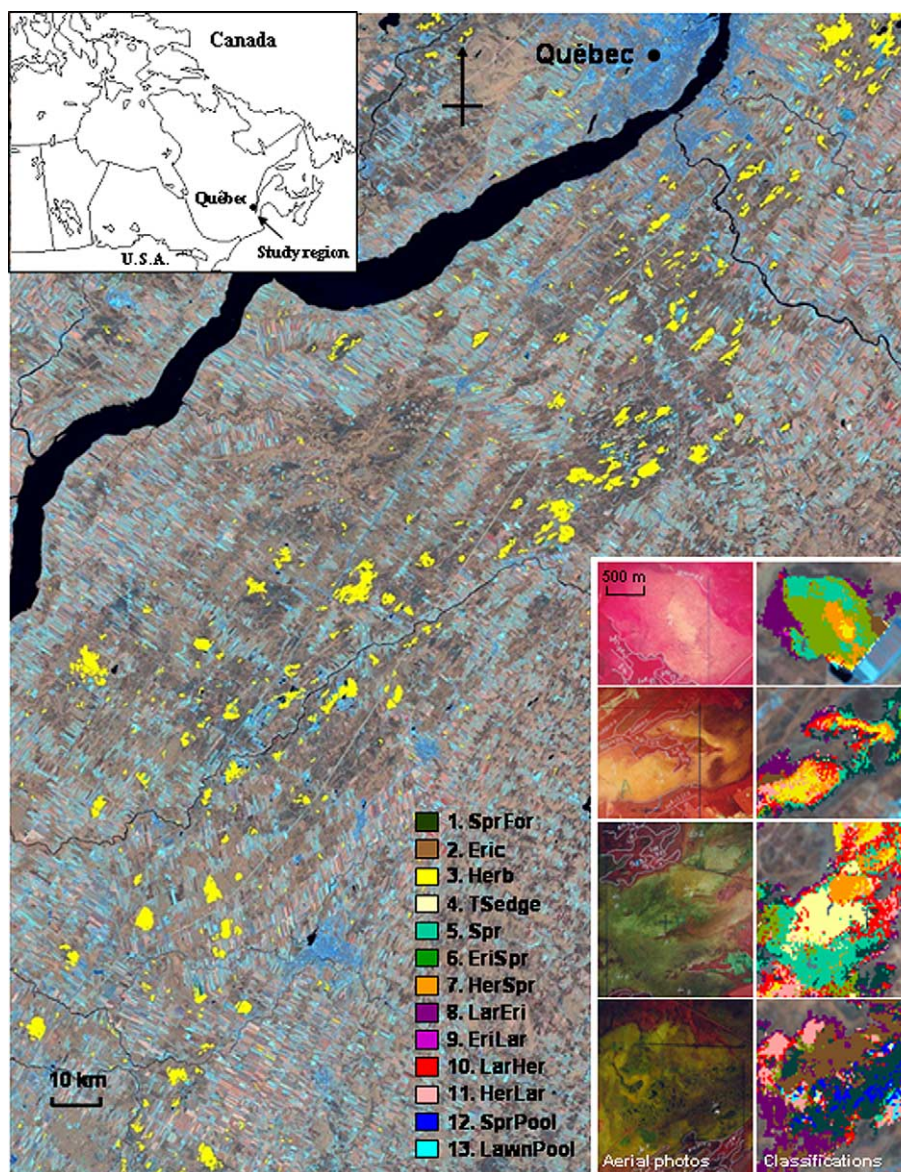 Canada
Québec
Québec
Study region
U.S.A.
500 m
1. SprFor
2. Eric
3. Herb
4. TSedge
5. Spr
6. EriSpr
7. HerSpr
8. LarEri
9. EriLar
10. LarHer
11. HerLar
12. SprPool
13. LawnPool
10 km
Aerial photos
Classifications